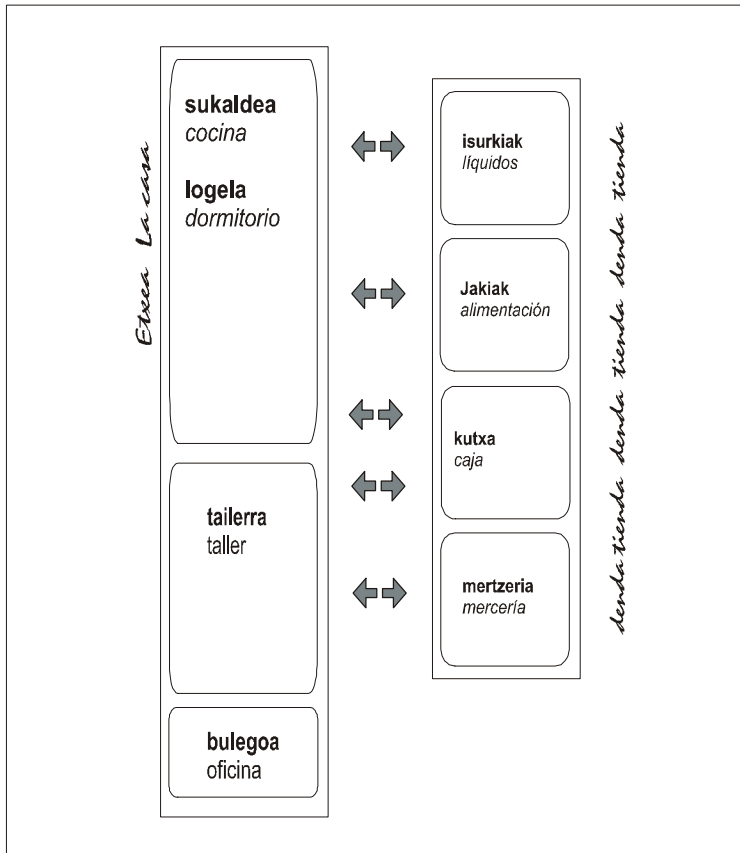 Etxea La casa
sukaldea
cocina
logela
dormitorio
tailerra
taller
bulegoa
oficina
isurkiak
líquidos
Jakiak
alimentación
kutxa
caja
mertzeria
mercería
denda tienda denda tienda denda tienda